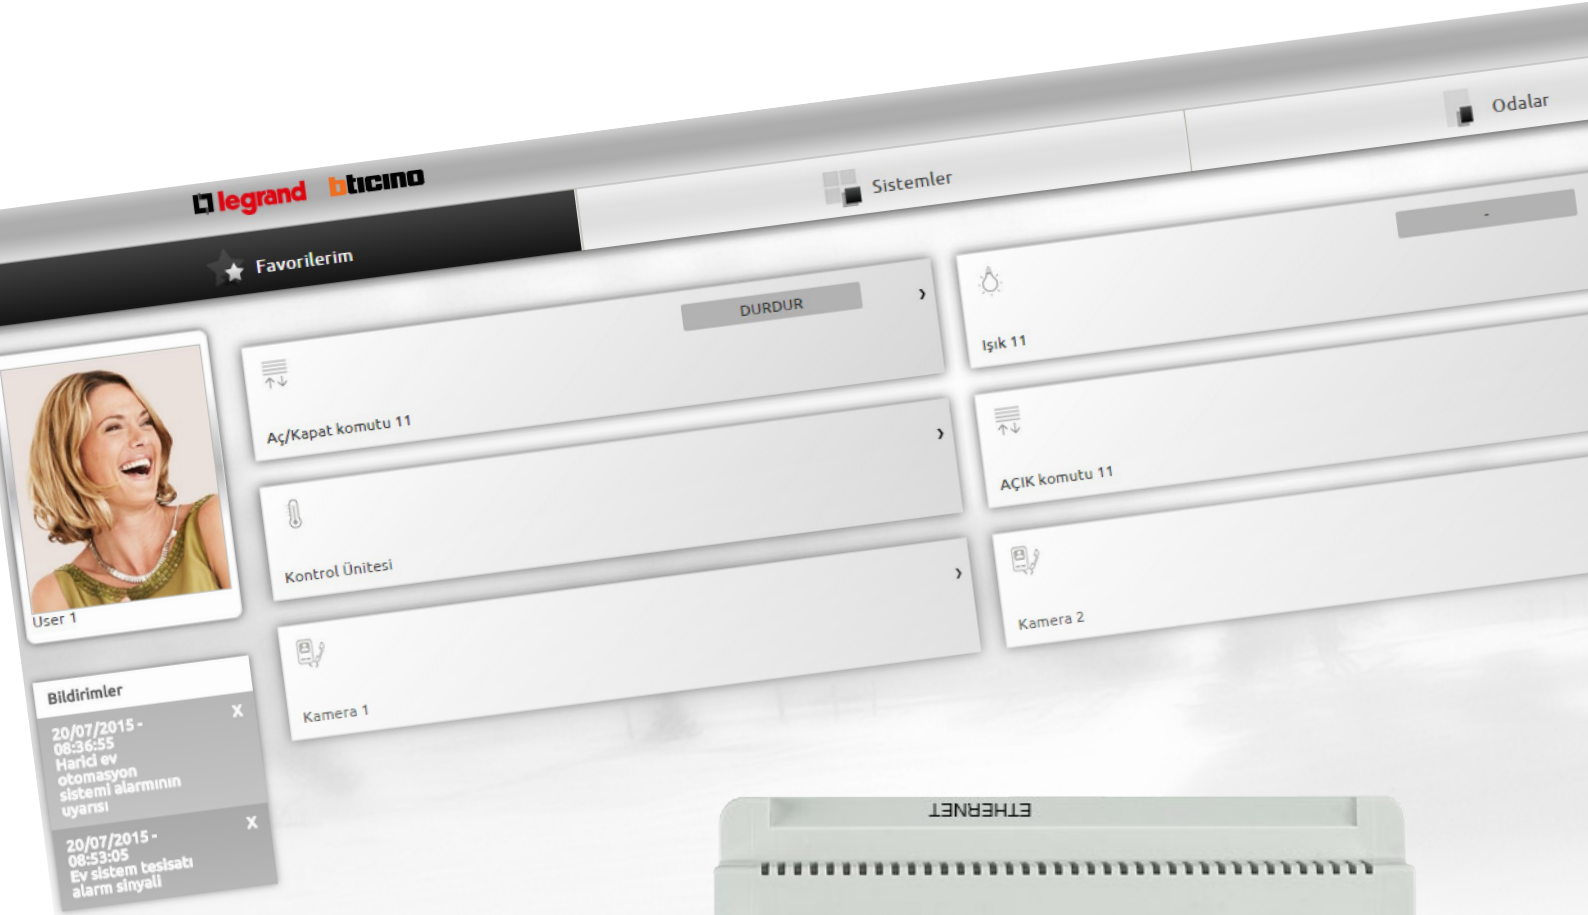 legrand bticino
Favorilerim
Sistemler
Odalar
User 1
Bildirimler
20/07/2015 -
08:36:55
Harici ev
otomasyon
sistemi alarmının
uyarısı
X
20/07/2015 -
08:53:05
Ev sistem tesisatı
alarm sinyali
X
DURDUR
Aç/Kapat komutu 11
-
Işık 11
Kontrol Ünitesi
AÇIK komutu 11
Kamera 1
Kamera 2
ETHERNET